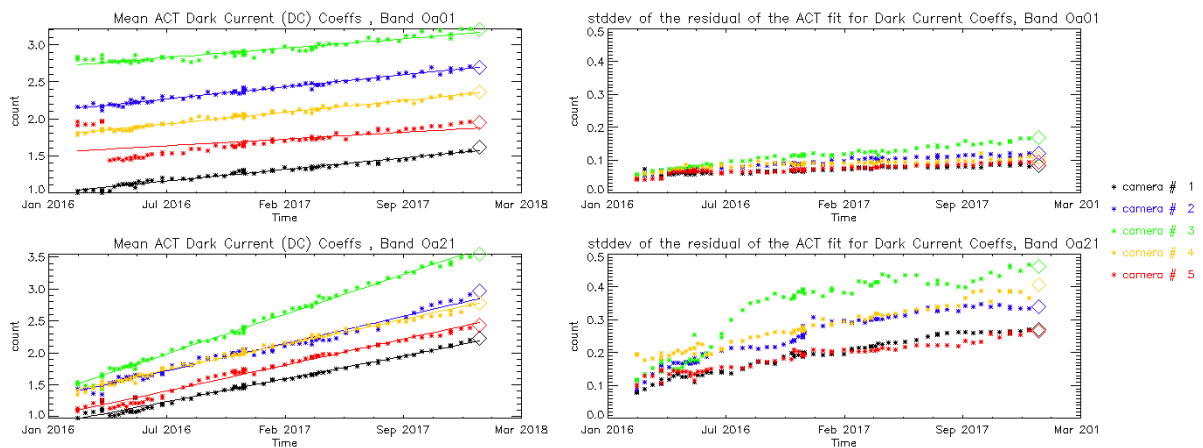 Mean ACT Dark Current (DC) Coeffs , Band Oa01
3.0
2.5
2.0
1.5
1.0
count
Jan 2016
Jul 2016
Feb 2017
Sep 2017
Mar 2018
Time
stddev of the residual of the ACT fit for Dark Current Coeffs, Band Oa01
0.5
0.4
0.3
0.2
0.1
0.0
count
Jan 2016
Jul 2016
Feb 2017
Sep 2017
Mar 201
Time
camera # 1
camera # 2
camera # 3
camera # 4
camera # 5
Mean ACT Dark Current (DC) Coeffs , Band Oa21
3.5
3.0
2.5
2.0
1.5
1.0
count
Jan 2016
Jul 2016
Feb 2017
Sep 2017
Mar 2018
Time
stddev of the residual of the ACT fit for Dark Current Coeffs, Band Oa21
0.5
0.4
0.3
0.2
0.1
0.0
count
Jan 2016
Jul 2016
Feb 2017
Sep 2017
Mar 201
Time